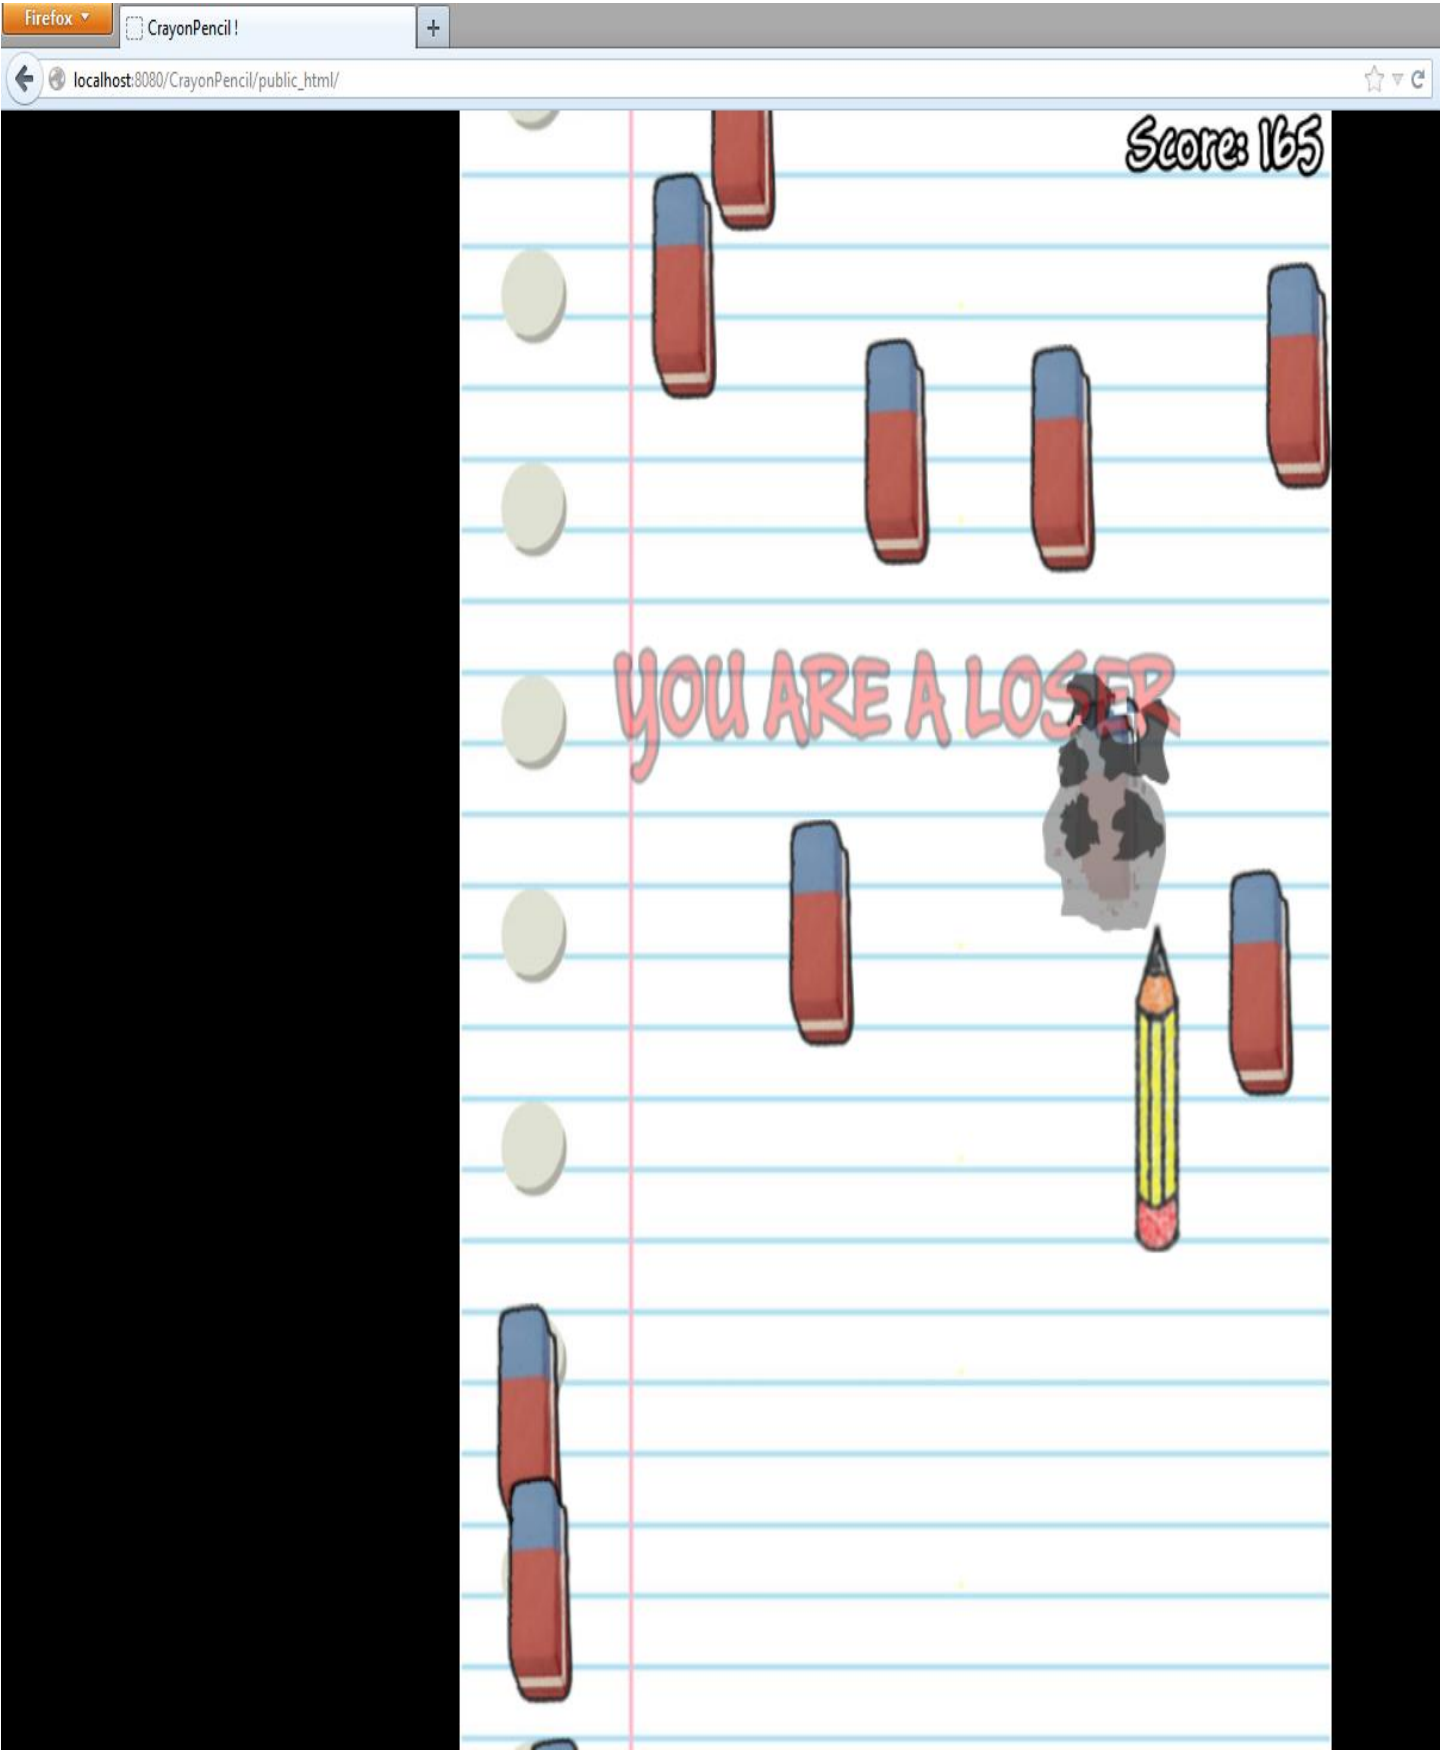 Firefox
CrayonPencil !
localhost:8080/CrayonPencil/public_html/
Score: 165
YOU ARE A LOSER